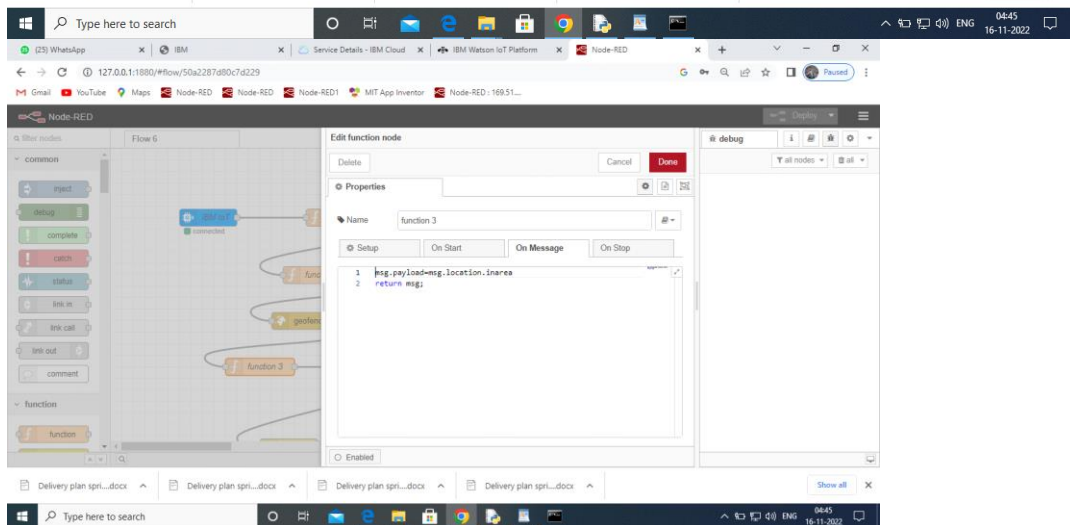 Type here to search
ENG
04:45
16-11-2022
(25) WhatsApp
IBM
Service Details - IBM Cloud
IBM Watson IoT Platform
Node-RED
127.0.0.1:1880/#flow/50a2287d80c7d229
Paused
Gmail
YouTube
Maps
Node-RED
Node-RED
Node-RED1
MIT App Inventor
Node-RED : 169.51....
Node-RED
Deploy
filter nodes
Flow 6
Edit function node
debug
common
Delete
Cancel
Done
all nodes
all
inject
Properties
debug
IBM IoT
Name
function 3
complete
connected
Setup
On Start
On Message
On Stop
catch
1 msg.payload=msg.location.inarea
status
func
2 return msg;
link in
link call
geofenc
link out
function 3
comment
function
function
Enabled
Delivery plan spri....docx
Delivery plan spri....docx
Delivery plan spri....docx
Delivery plan spri....docx
Show all
Type here to search
ENG
04:45
16-11-2022